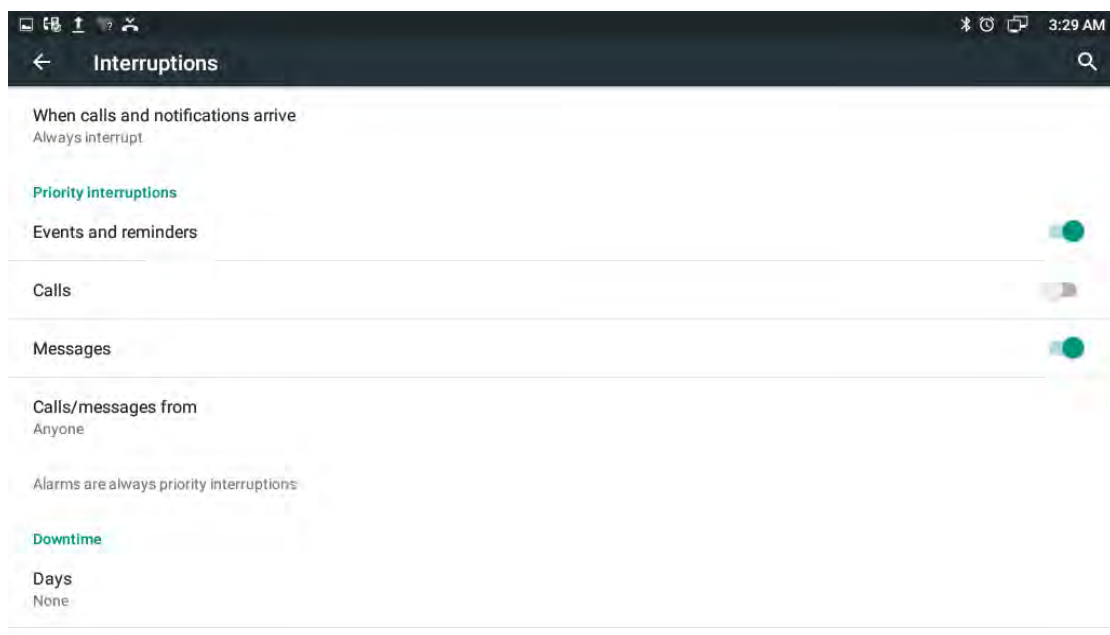 3:29 AM
Interruptions
When calls and notifications arrive
Always interrupt
Priority interruptions
Events and reminders
Calls
Messages
Calls/messages from
Anyone
Alarms are always priority interruptions
Downtime
Days
None